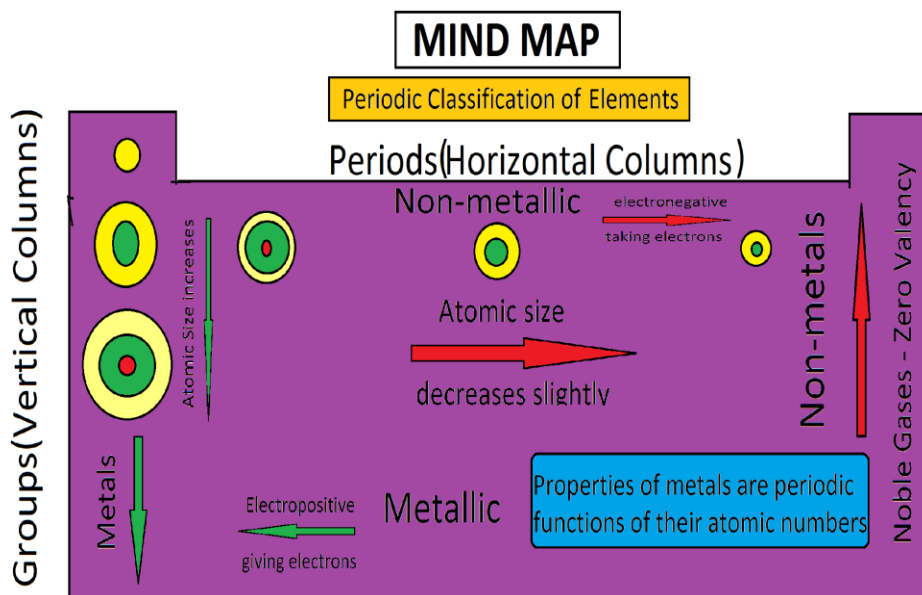 MIND MAP
Periodic Classification of Elements
Periods(Horizontal Columns)
Groups(Vertical Columns)
Non-metallic
electronegative
taking electrons
Atomic Size increases
Atomic size
decreases slightly
Non-metals
Noble Gases - Zero Valency
Metals
Electropositive
giving electrons
Metallic
Properties of metals are periodic
functions of their atomic numbers